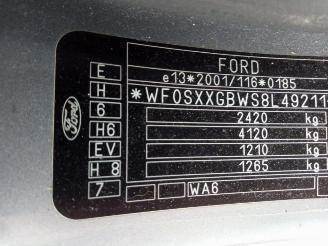 FORD
e13*2001/116*0185
*WF0SXXGBWS8L49211
2420 kg
4120 kg
1210 kg
1265 kg
WA6
E
H
6
H6
EV
H 8
7
Ford